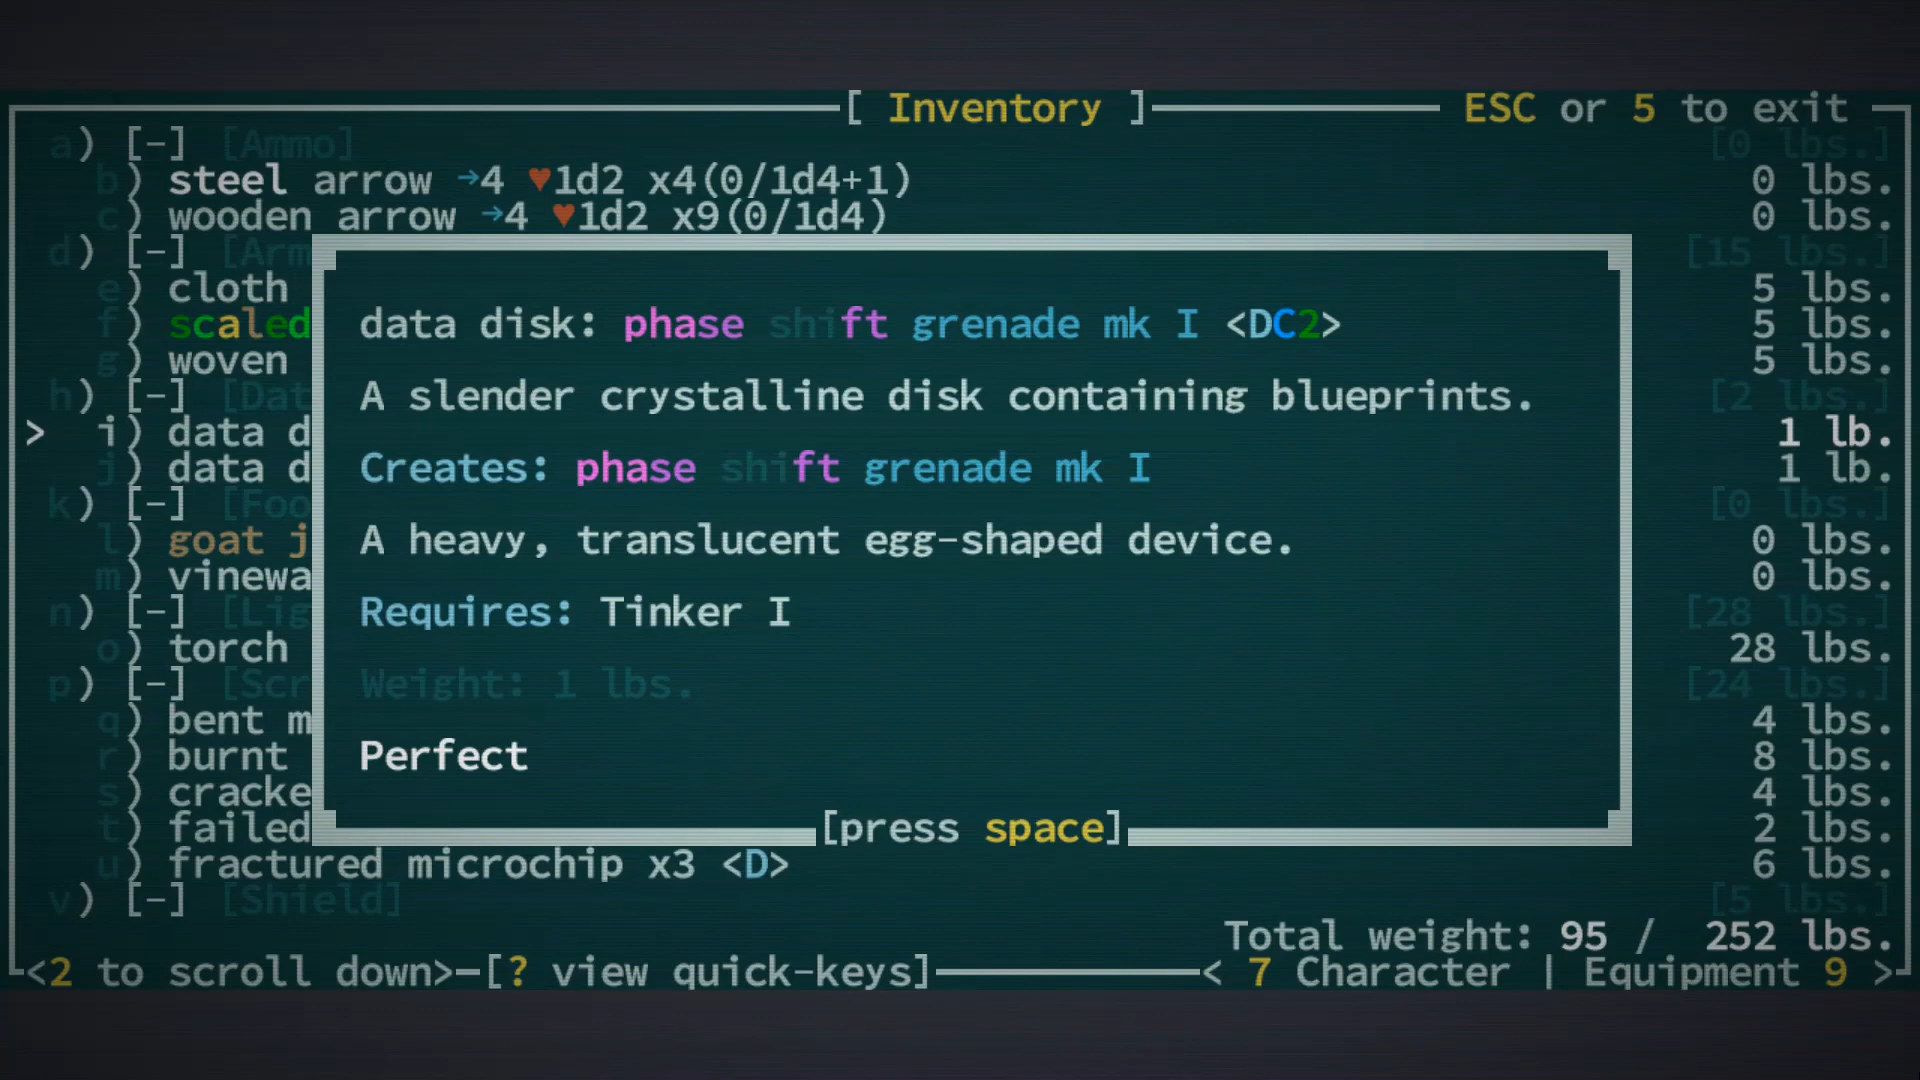 [ Inventory ] ESC or 5 to exit
a) [-] [Ammo] [0 lbs.]
b) steel arrow →4 ♥1d2 x4(0/1d4+1) 0 lbs.
c) wooden arrow →4 ♥1d2 x9(0/1d4) 0 lbs.
d) [-] [Arm [15 lbs.]
e) cloth 5 lbs.
f) scaled 5 lbs.
g) woven 5 lbs.
h) [-] [Dat [2 lbs.]
> i) data d 1 lb.
j) data d 1 lb.
k) [-] [Foo [0 lbs.]
l) goat j 0 lbs.
m) vinewa 0 lbs.
n) [-] [Lig [28 lbs.]
o) torch 28 lbs.
p) [-] [Scr [24 lbs.]
q) bent m 4 lbs.
r) burnt 8 lbs.
s) cracke 4 lbs.
t) failed 2 lbs.
u) fractured microchip x3 <D> 6 lbs.
v) [-] [Shield] [5 lbs.]
data disk: phase shift grenade mk I <DC2>
A slender crystalline disk containing blueprints.
Creates: phase shift grenade mk I
A heavy, translucent egg-shaped device.
Requires: Tinker I
Weight: 1 lbs.
Perfect
[press space]
Total weight: 95 / 252 lbs.
<2 to scroll down> [? view quick-keys] < 7 Character | Equipment 9 >